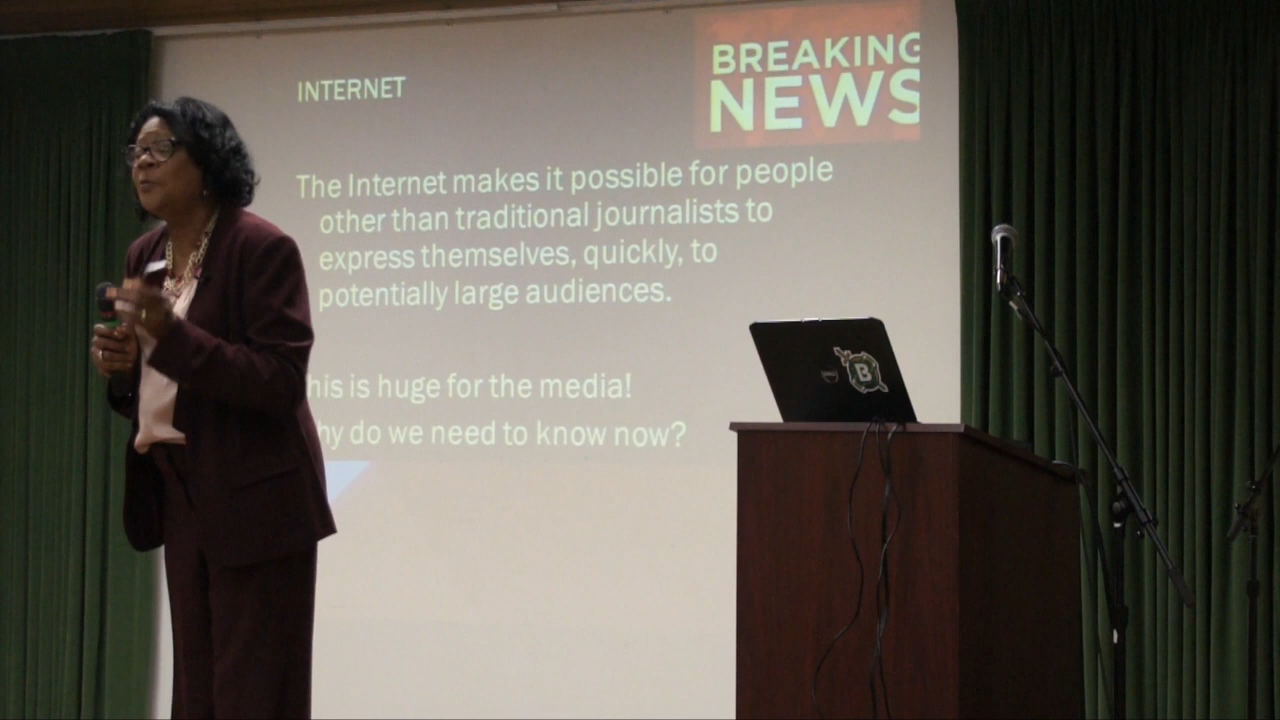 INTERNET
BREAKING
NEWS
The Internet makes it possible for people
other than traditional journalists to
express themselves, quickly, to
potentially large audiences.
his is huge for the media!
hy do we need to know now?
B